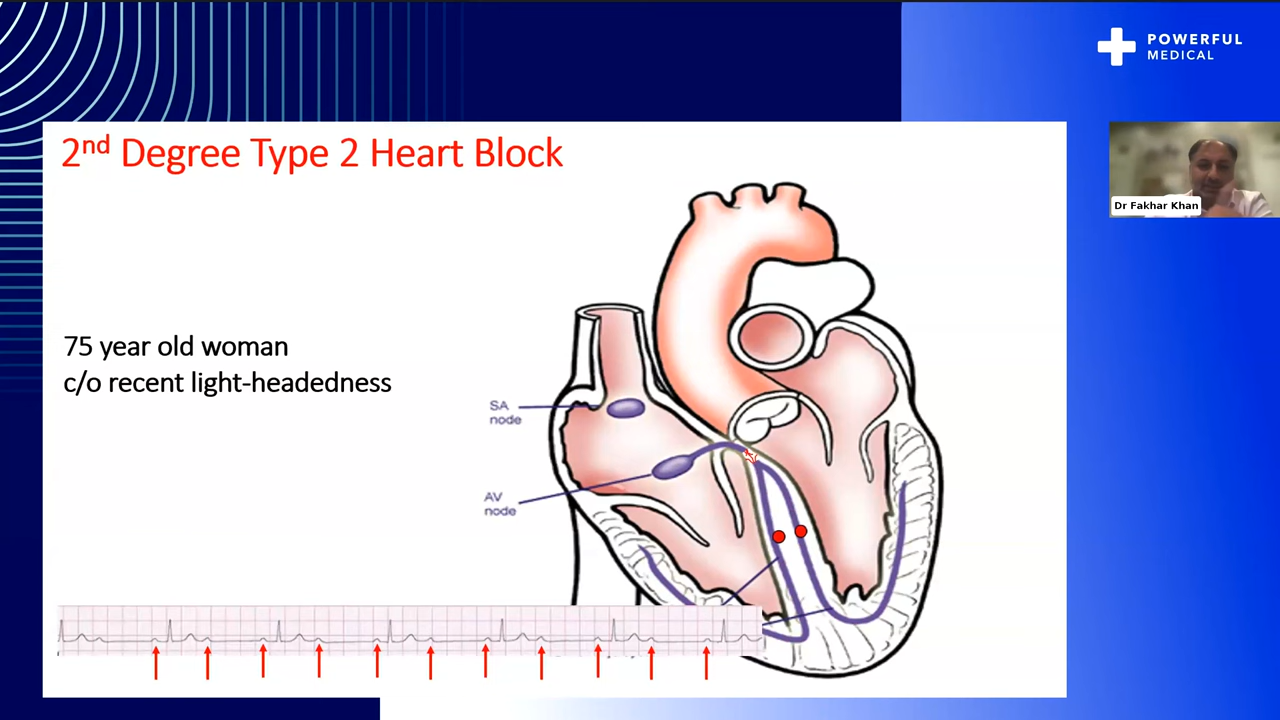 POWERFUL
MEDICAL
2nd Degree Type 2 Heart Block
Dr Fakhar Khan
75 year old woman
c/o recent light-headedness
SA
node
AV
node